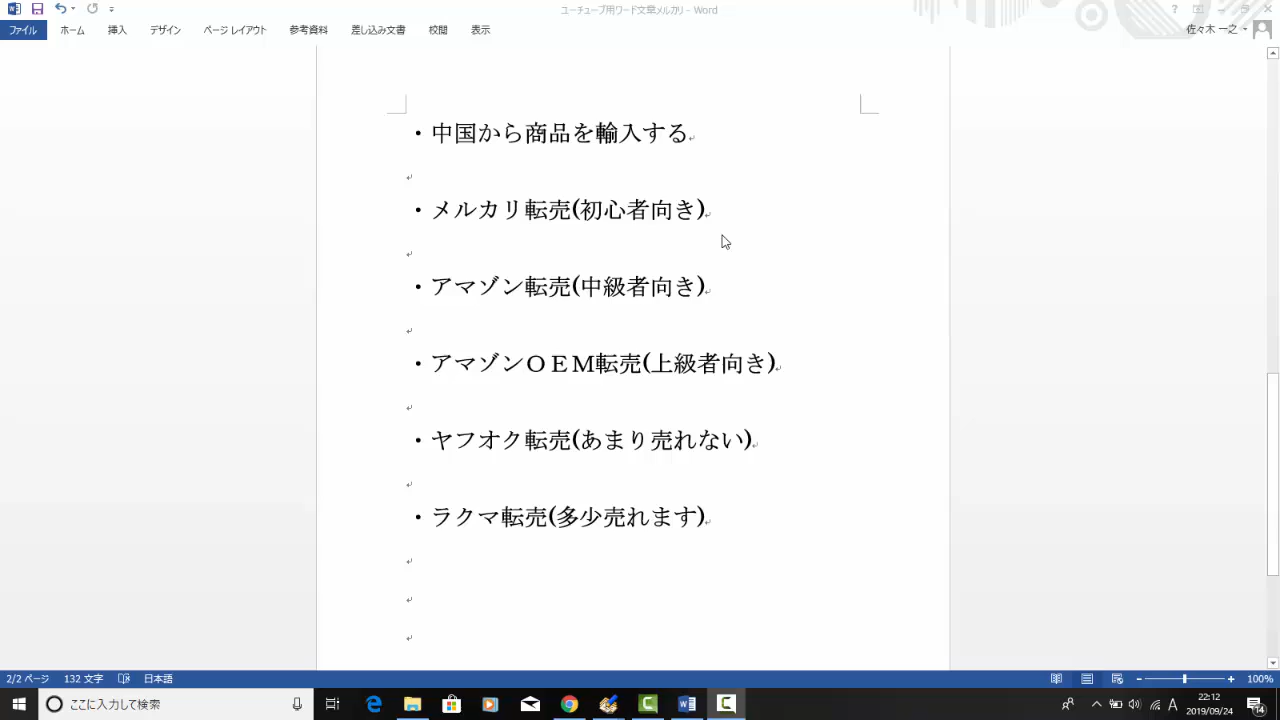 ユーチューブ用ワード文章メルカリ - Word
ファイル ホーム 挿入 デザイン ページ レイアウト 参考資料 差し込み文書 校閲 表示 佐々木 一之
・中国から商品を輸入する
・メルカリ転売(初心者向き)
・アマゾン転売(中級者向き)
・アマゾンＯＥＭ転売(上級者向き)
・ヤフオク転売(あまり売れない)
・ラクマ転売(多少売れます)
2/2 ページ 132 文字 日本語 100%
ここに入力して検索 A 22:12
2019/09/24 14